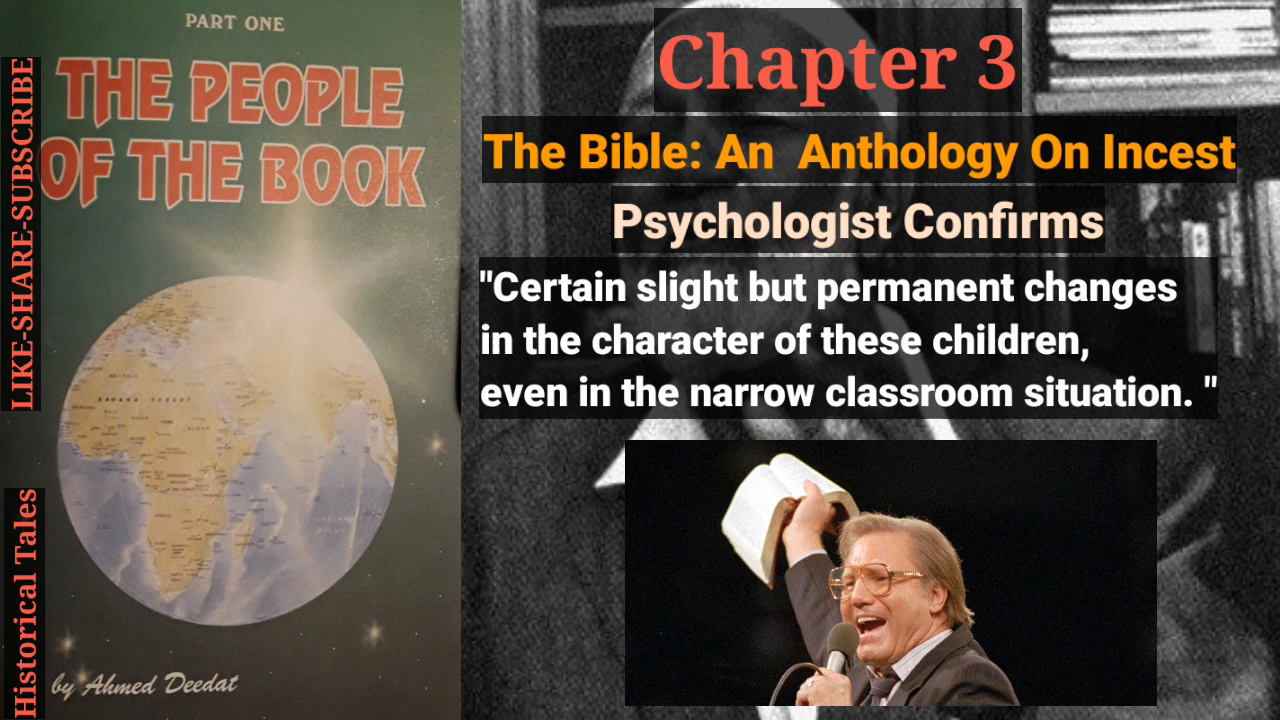 PART ONE
THE PEOPLE
OF THE BOOK
SAHARA DESERT
by Ahmed Deedat
LIKE-SHARE-SUBSCRIBE
Historical Tales
Chapter 3
The Bible: An  Anthology On Incest
Psychologist Confirms
"Certain slight but permanent changes
in the character of these children,
even in the narrow classroom situation. "